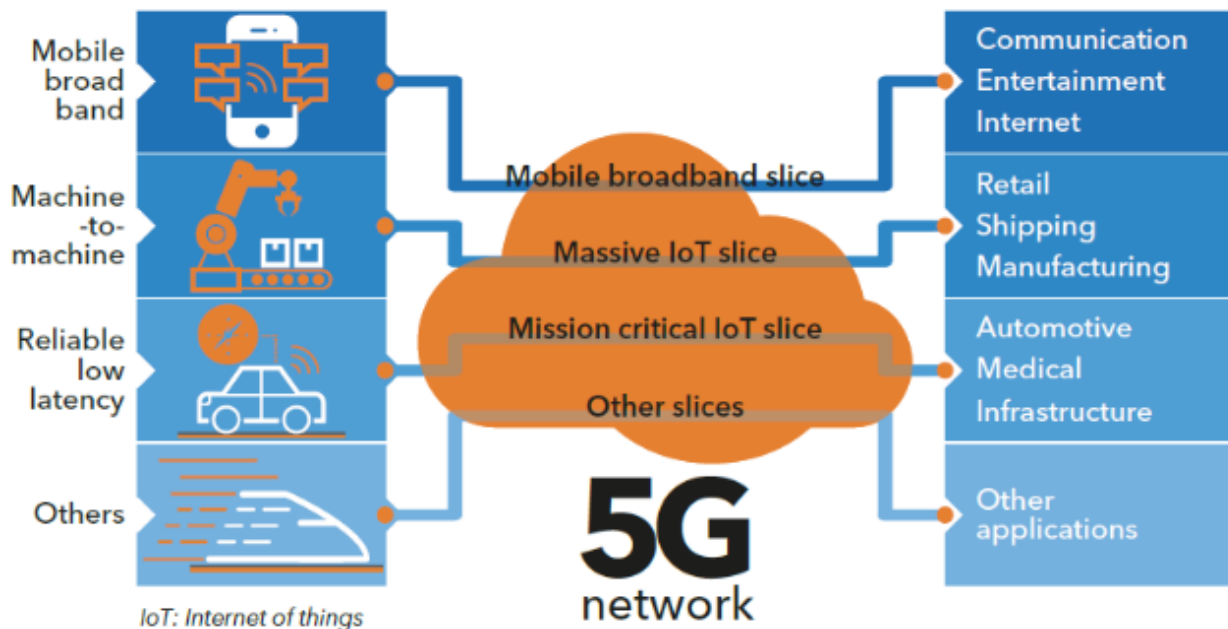 Mobile
broad
band
Machine
-to-
machine
Reliable
low
latency
Others
IoT: Internet of things
Mobile broadband slice
Massive IoT slice
Mission critical IoT slice
Other slices
5G
network
Communication
Entertainment
Internet
Retail
Shipping
Manufacturing
Automotive
Medical
Infrastructure
Other
applications